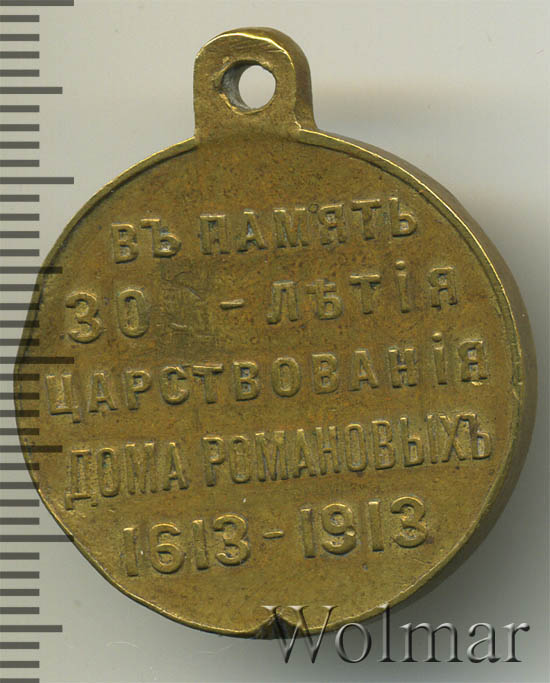 ВЪ ПАМЯТЬ
30 - ЛѢТІЯ
ЦАРСТВОВАНІЯ
ДОМА РОМАНОВЫХЪ
1613-1913
Wolmar